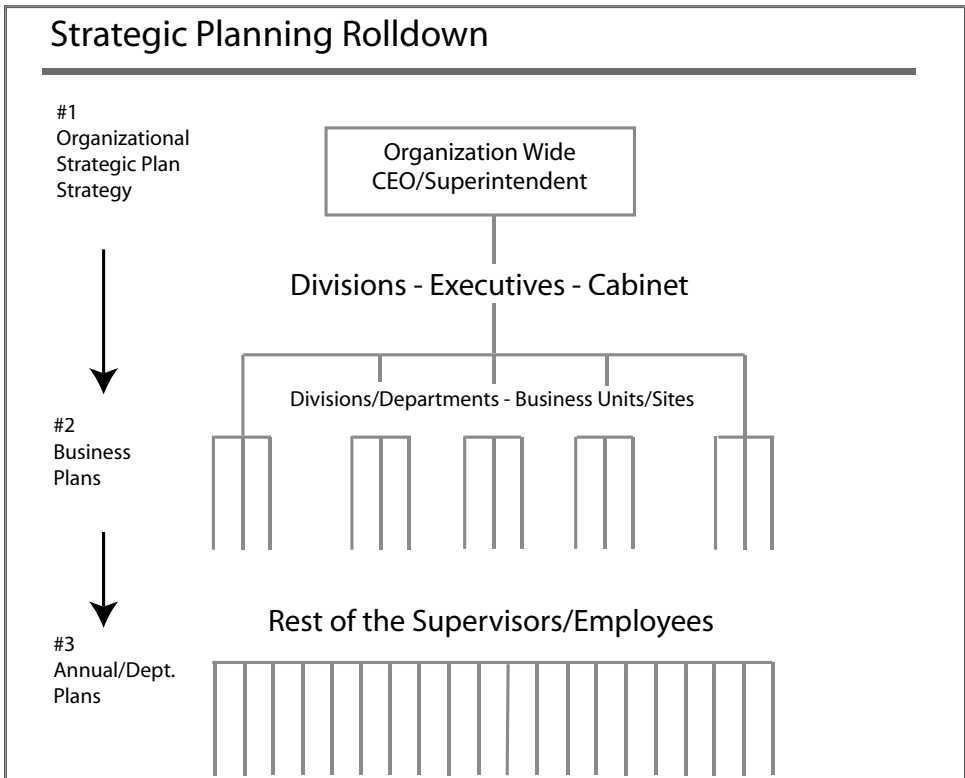 Strategic Planning Rolldown
#1
Organizational
Strategic Plan
Strategy
Organization Wide
CEO/Superintendent
Divisions - Executives - Cabinet
Divisions/Departments - Business Units/Sites
#2
Business
Plans
Rest of the Supervisors/Employees
#3
Annual/Dept.
Plans